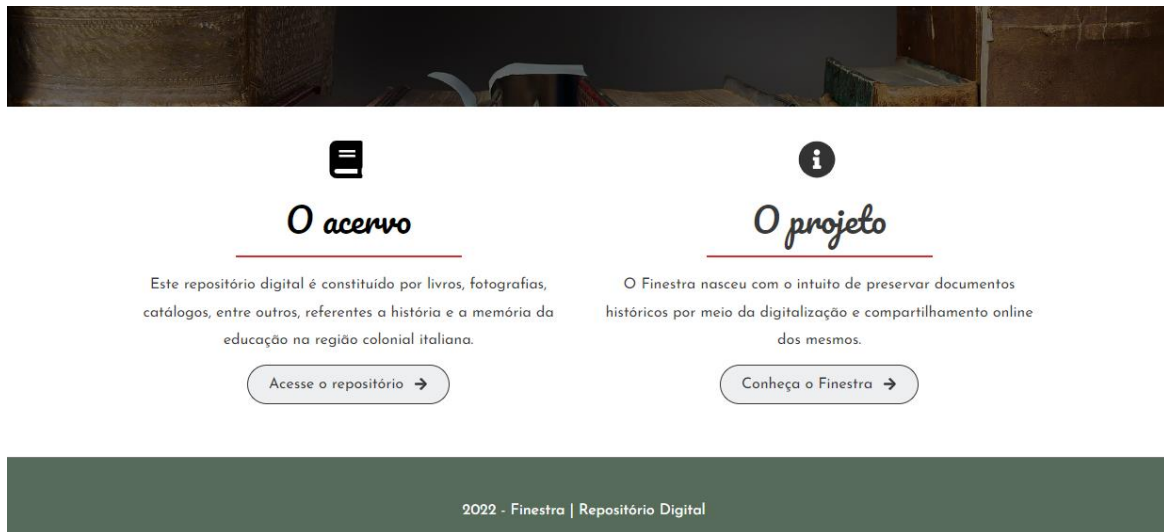 O acervo
Este repositório digital é constituído por livros, fotografias,
catálogos, entre outros, referentes a história e a memória da
educação na região colonial italiana.
Acesse o repositório →
O projeto
O Finestra nasceu com o intuito de preservar documentos
históricos por meio da digitalização e compartilhamento online
dos mesmos.
Conheça o Finestra →
2022 - Finestra | Repositório Digital